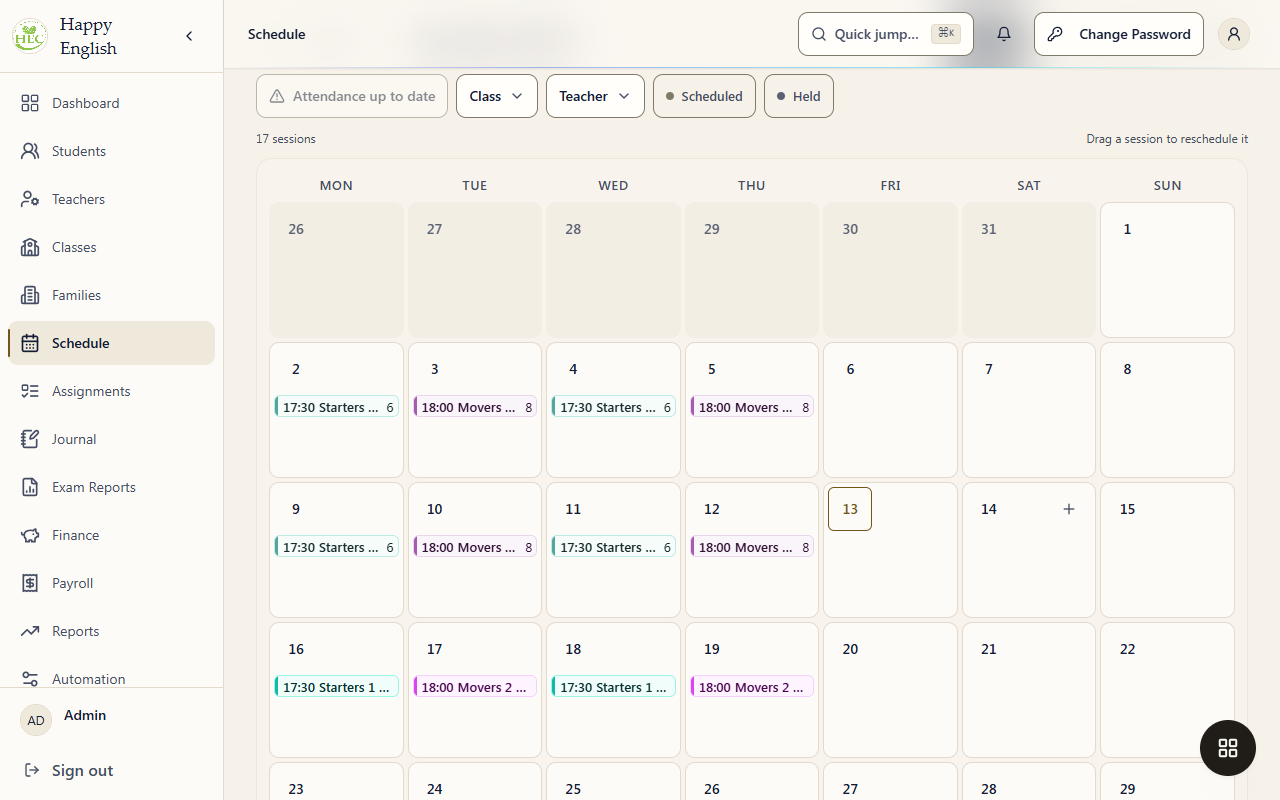 HEC
Happy
English
Schedule
Quick jump...
⌘K
Change Password
Dashboard
Students
Teachers
Classes
Families
Schedule
Assignments
Journal
Exam Reports
Finance
Payroll
Reports
Automation
AD
Admin
Sign out
Attendance up to date
Class
Teacher
Scheduled
Held
17 sessions
Drag a session to reschedule it
MON TUE WED THU FRI SAT SUN
26 27 28 29 30 31 1
2 3 4 5 6 7 8
17:30 Starters ... 6
18:00 Movers ... 8
17:30 Starters ... 6
18:00 Movers ... 8
9 10 11 12 13 14 15
17:30 Starters ... 6
18:00 Movers ... 8
17:30 Starters ... 6
18:00 Movers ... 8
16 17 18 19 20 21 22
17:30 Starters 1 ...
18:00 Movers 2 ...
17:30 Starters 1 ...
18:00 Movers 2 ...
23 24 25 26 27 28 29